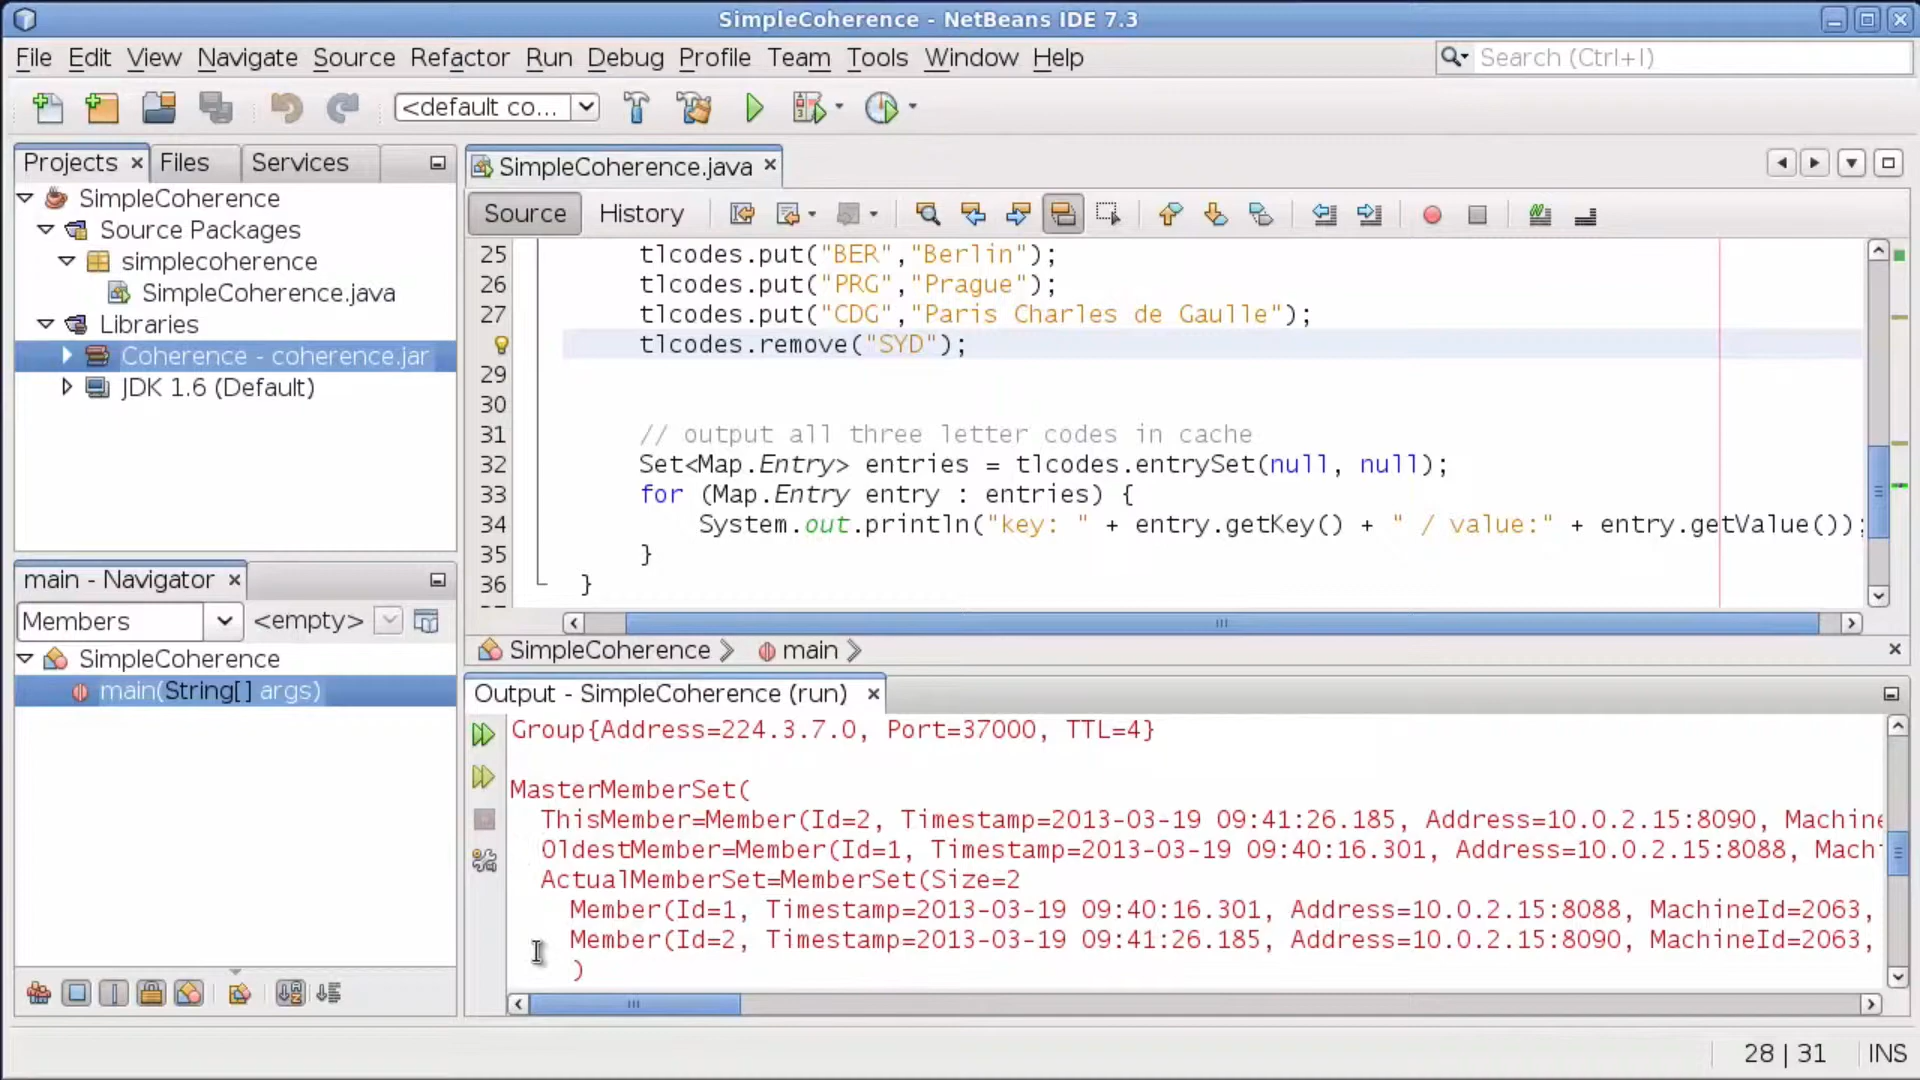 SimpleCoherence - NetBeans IDE 7.3
File Edit View Navigate Source Refactor Run Debug Profile Team Tools Window Help
Search (Ctrl+I)
<default co...
Projects Files Services
SimpleCoherence
Source Packages
simplecoherence
SimpleCoherence.java
Libraries
Coherence - coherence.jar
JDK 1.6 (Default)
main - Navigator
Members <empty>
SimpleCoherence
main(String[] args)
SimpleCoherence.java
Source History
25 tlcodes.put("BER","Berlin");
26 tlcodes.put("PRG","Prague");
27 tlcodes.put("CDG","Paris Charles de Gaulle");
tlcodes.remove("SYD");
29
30
31 // output all three letter codes in cache
32 Set<Map.Entry> entries = tlcodes.entrySet(null, null);
33 for (Map.Entry entry : entries) {
34 System.out.println("key: " + entry.getKey() + " / value:" + entry.getValue());
35 }
36 }
SimpleCoherence main
Output - SimpleCoherence (run)
Group{Address=224.3.7.0, Port=37000, TTL=4}
MasterMemberSet(
ThisMember=Member(Id=2, Timestamp=2013-03-19 09:41:26.185, Address=10.0.2.15:8090, Machine
OldestMember=Member(Id=1, Timestamp=2013-03-19 09:40:16.301, Address=10.0.2.15:8088, Mach
ActualMemberSet=MemberSet(Size=2
Member(Id=1, Timestamp=2013-03-19 09:40:16.301, Address=10.0.2.15:8088, MachineId=2063,
Member(Id=2, Timestamp=2013-03-19 09:41:26.185, Address=10.0.2.15:8090, MachineId=2063,
)
28 | 31 INS